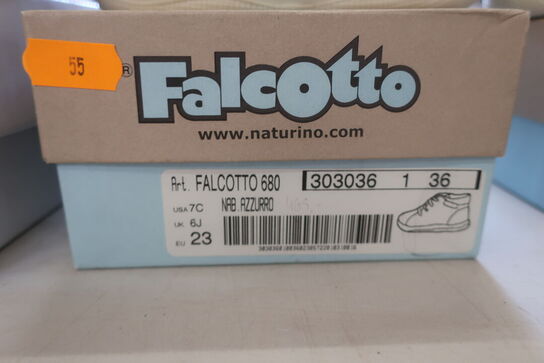 55
Falcotto
®
www.naturino.com
Art. FALCOTTO 680 303036 1 36
USA 7C NAB.AZZURRO
UK 6J
EU 23